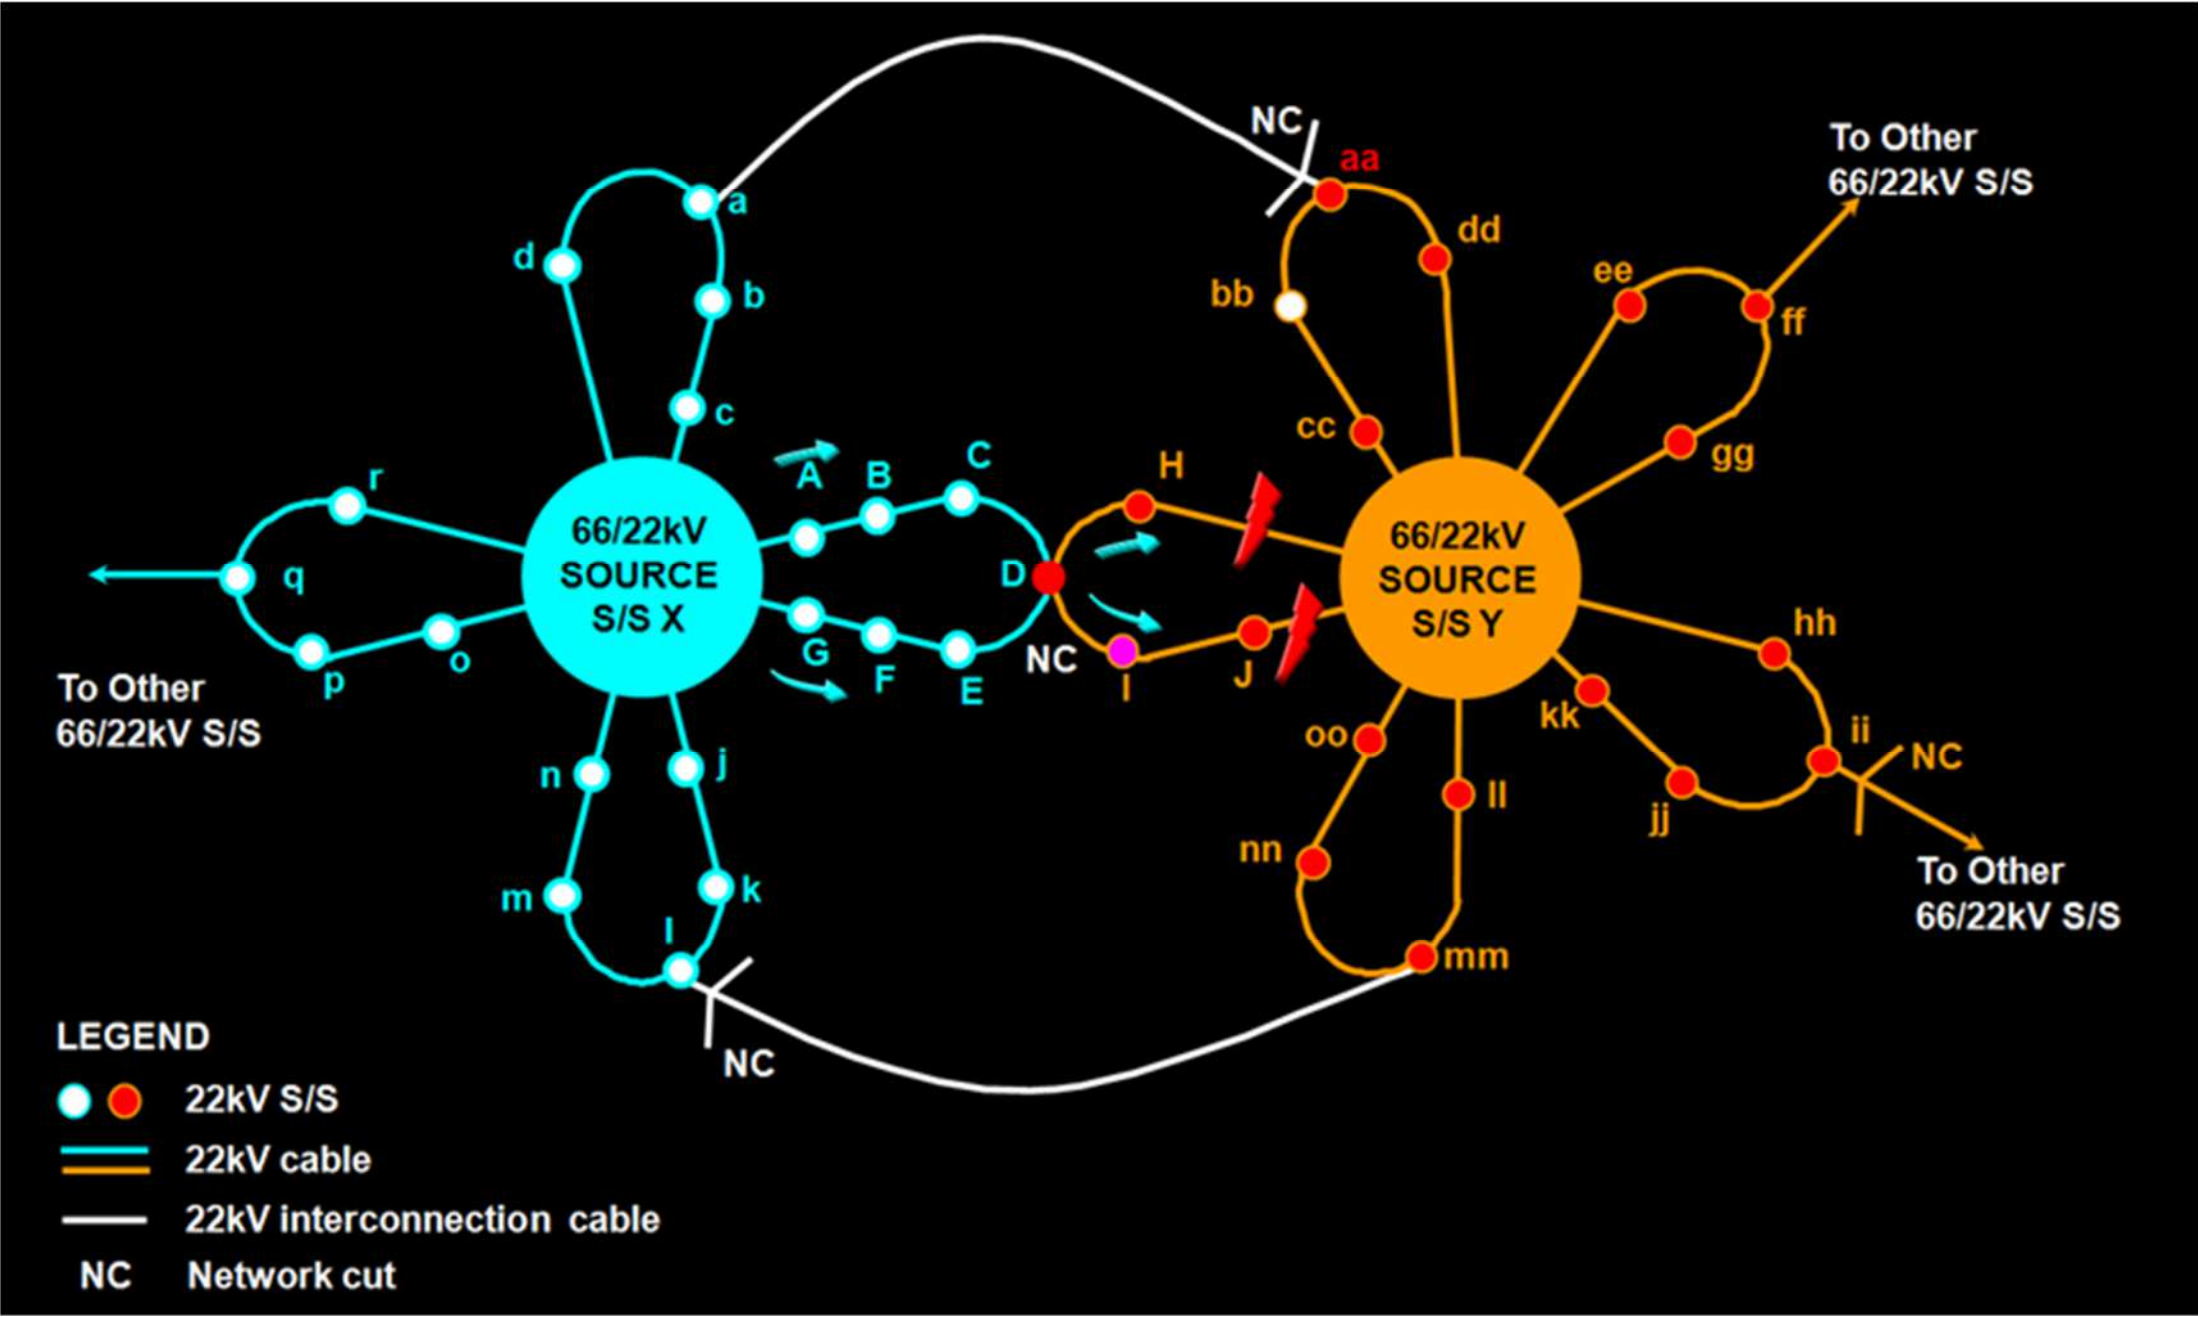 NC
aa
To Other
66/22kV S/S
a
dd
d
ee
b
bb
ff
c
cc
gg
r
A
B
C
H
66/22kV
SOURCE
S/S X
66/22kV
SOURCE
S/S Y
q
D
hh
o
G
NC
p
F
E
I
J
To Other
66/22kV S/S
kk
ii
NC
n
j
oo
ll
jj
nn
m
k
l
To Other
66/22kV S/S
mm
NC
LEGEND
22kV S/S
22kV cable
22kV interconnection cable
NC Network cut